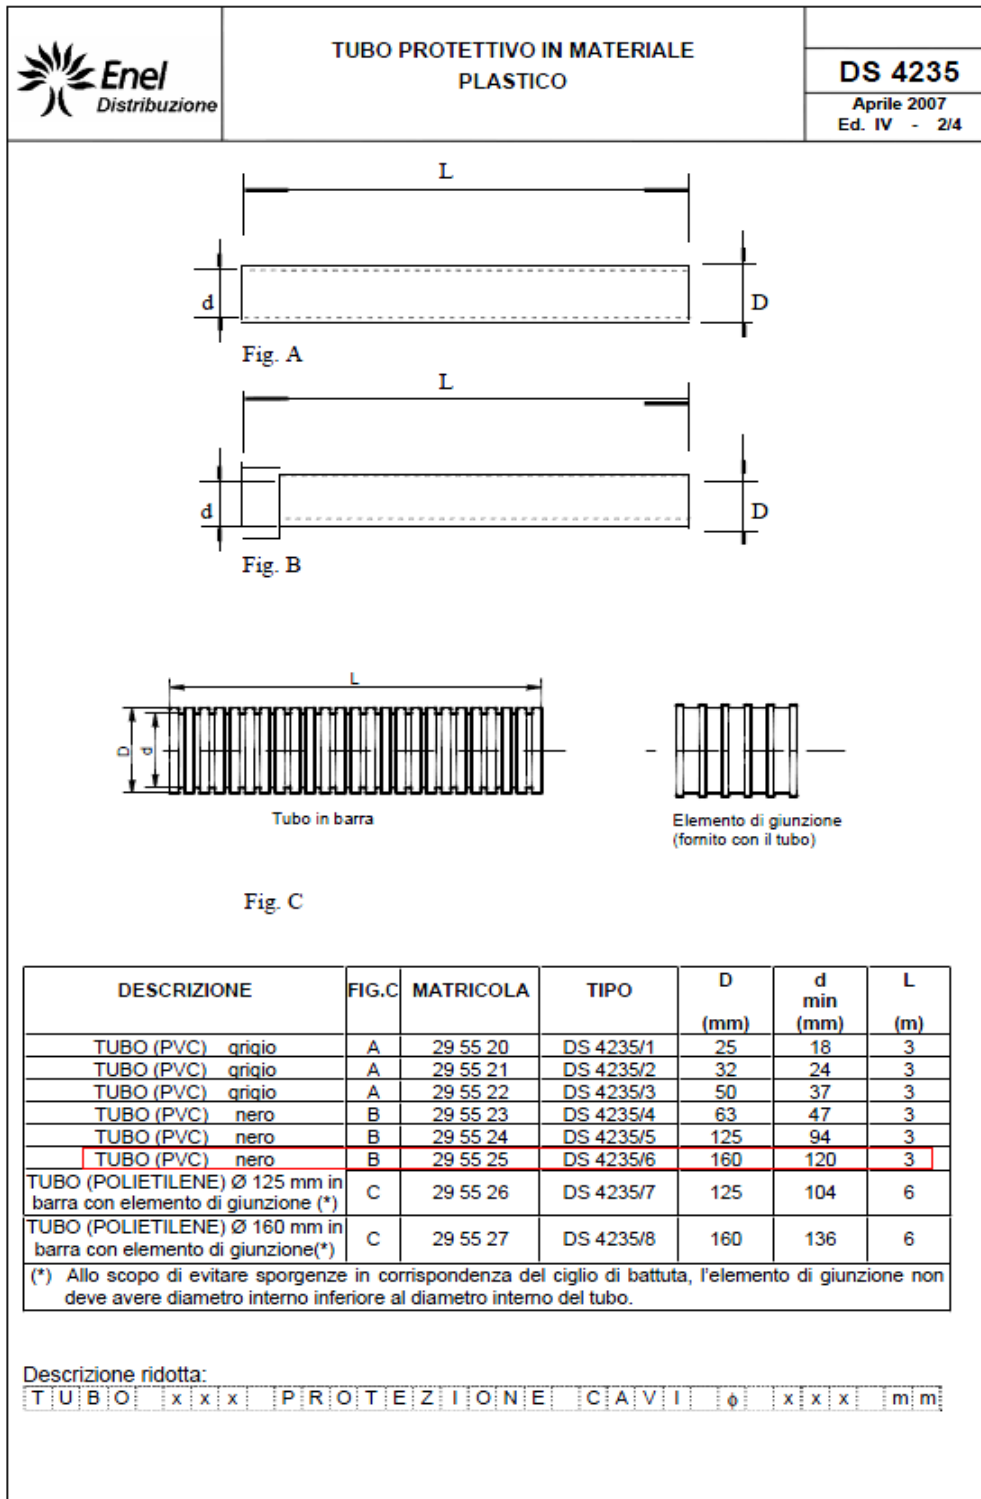 Enel
Distribuzione
TUBO PROTETTIVO IN MATERIALE
PLASTICO
DS 4235
Aprile 2007
Ed. IV - 2/4
L
d
D
Fig. A
L
d
D
Fig. B
L
D
d
Tubo in barra
Elemento di giunzione
(fornito con il tubo)
Fig. C
DESCRIZIONE FIG.C MATRICOLA TIPO D (mm) d min (mm) L (m)
TUBO (PVC) grigio A 29 55 20 DS 4235/1 25 18 3
TUBO (PVC) grigio A 29 55 21 DS 4235/2 32 24 3
TUBO (PVC) grigio A 29 55 22 DS 4235/3 50 37 3
TUBO (PVC) nero B 29 55 23 DS 4235/4 63 47 3
TUBO (PVC) nero B 29 55 24 DS 4235/5 125 94 3
TUBO (PVC) nero B 29 55 25 DS 4235/6 160 120 3
TUBO (POLIETILENE) Ø 125 mm in
barra con elemento di giunzione (*) C 29 55 26 DS 4235/7 125 104 6
TUBO (POLIETILENE) Ø 160 mm in
barra con elemento di giunzione(*) C 29 55 27 DS 4235/8 160 136 6
(*) Allo scopo di evitare sporgenze in corrispondenza del ciglio di battuta, l'elemento di giunzione non
deve avere diametro interno inferiore al diametro interno del tubo.
Descrizione ridotta:
TUBO xxx PROTEZIONE CAVI ϕ xxx mm